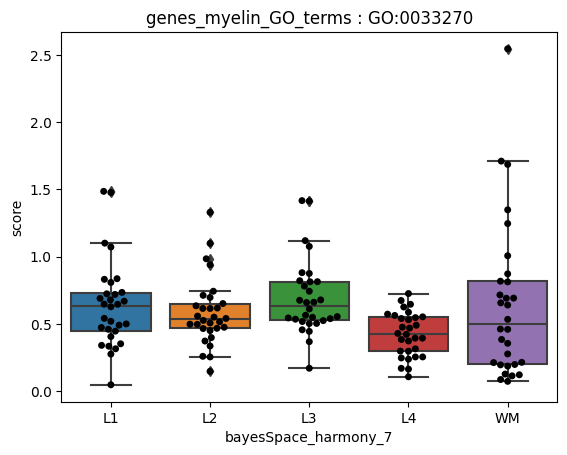 genes_myelin_GO_terms : GO:0033270
2.5
2.0
1.5
1.0
0.5
0.0
score
L1 L2 L3 L4 WM
bayesSpace_harmony_7